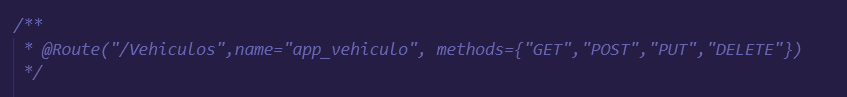 /**
 * @Route("/Vehiculos",name="app_vehiculo", methods={"GET","POST","PUT","DELETE"})
 */